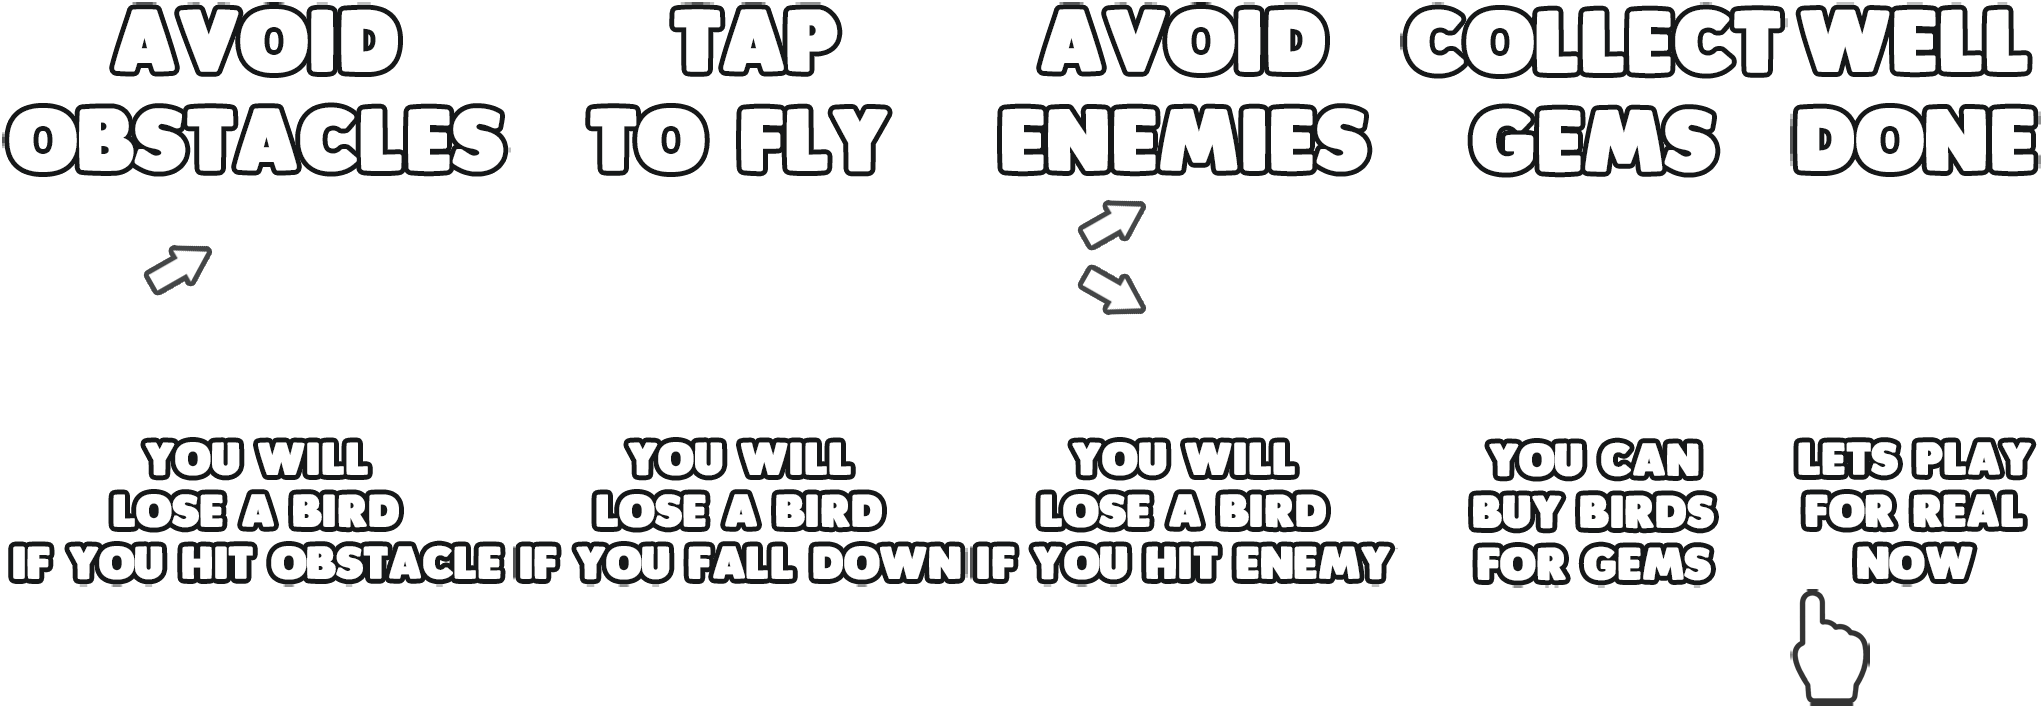 AVOID
OBSTACLES
TAP
TO FLY
AVOID
ENEMIES
COLLECT
GEMS
WELL
DONE
YOU WILL
LOSE A BIRD
IF YOU HIT OBSTACLE
YOU WILL
LOSE A BIRD
IF YOU FALL DOWN
YOU WILL
LOSE A BIRD
IF YOU HIT ENEMY
YOU CAN
BUY BIRDS
FOR GEMS
LETS PLAY
FOR REAL
NOW